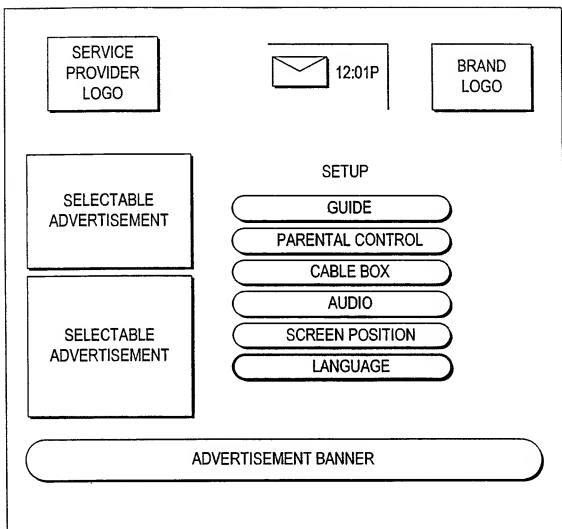 SERVICE
PROVIDER
LOGO
12:01P
BRAND
LOGO
SELECTABLE
ADVERTISEMENT
SETUP
GUIDE
PARENTAL CONTROL
CABLE BOX
AUDIO
SCREEN POSITION
LANGUAGE
SELECTABLE
ADVERTISEMENT
ADVERTISEMENT BANNER